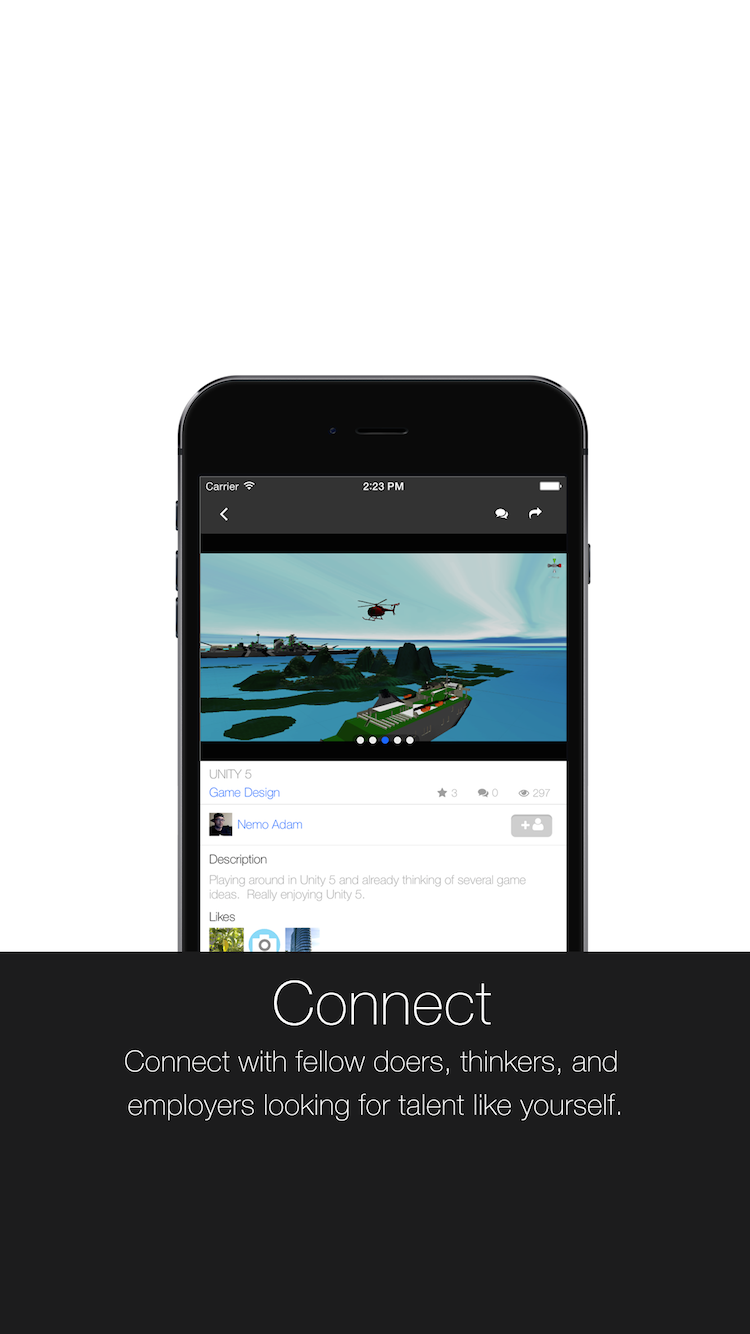 Carrier 2:23 PM
UNITY 5
Game Design 3 0 297
Nemo Adam
Description
Playing around in Unity 5 and already thinking of several game
ideas.  Really enjoying Unity 5.
Likes
Connect
Connect with fellow doers, thinkers, and
employers looking for talent like yourself.